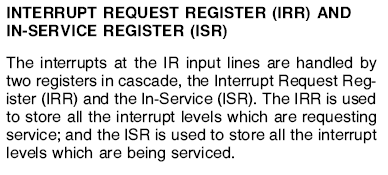 INTERRUPT REQUEST REGISTER (IRR) AND
IN-SERVICE REGISTER (ISR)
The interrupts at the IR input lines are handled by
two registers in cascade, the Interrupt Request Reg-
ister (IRR) and the In-Service (ISR). The IRR is used
to store all the interrupt levels which are requesting
service; and the ISR is used to store all the interrupt
levels which are being serviced.